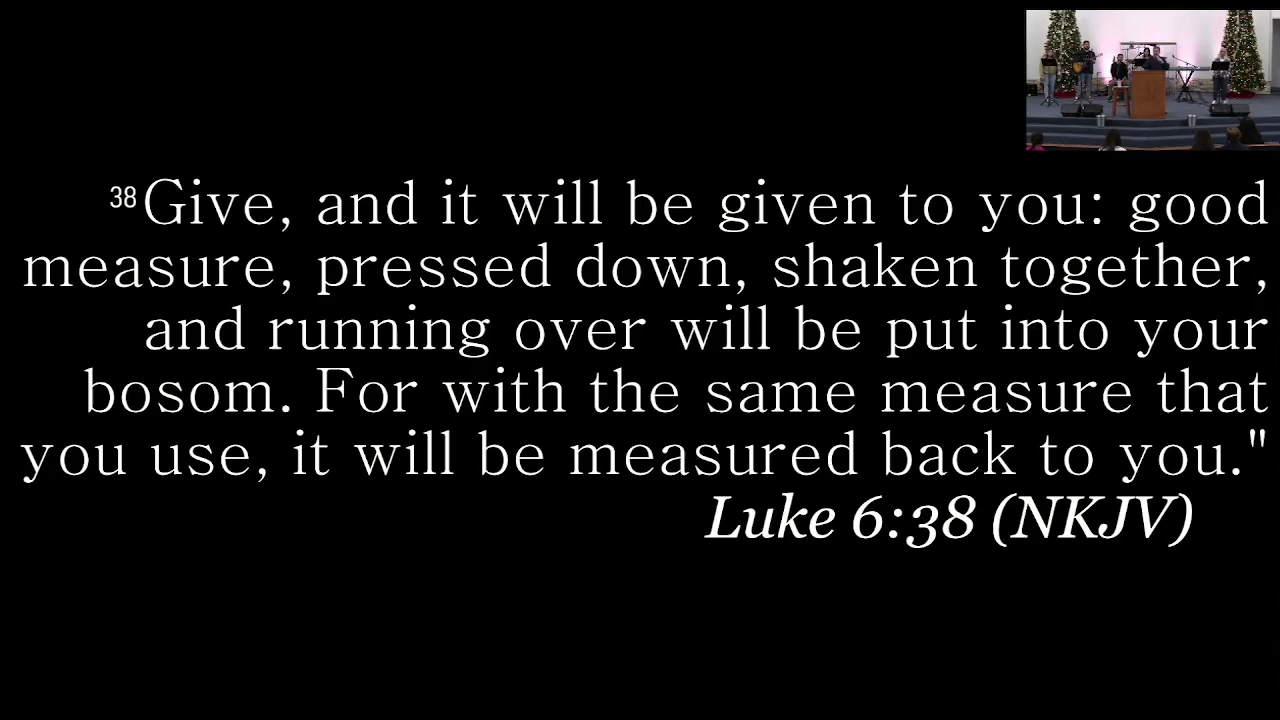 38Give, and it will be given to you: good
measure, pressed down, shaken together,
and running over will be put into your
bosom. For with the same measure that
you use, it will be measured back to you."
Luke 6:38 (NKJV)